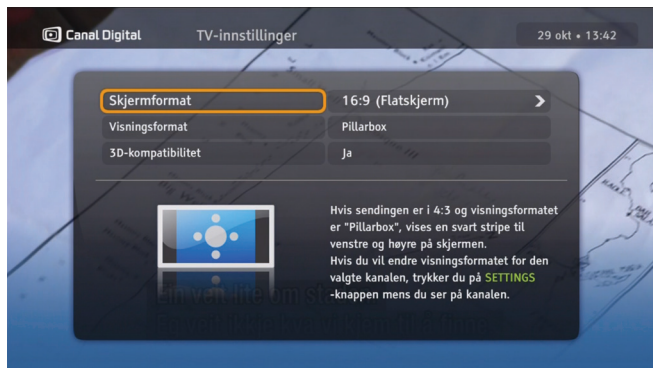 Canal Digital
TV-innstillinger
29 okt • 13:42
Skjermformat
16:9 (Flatskjerm)
Visningsformat
Pillarbox
3D-kompatibilitet
Ja
Hvis sendingen er i 4:3 og visningsformatet
er "Pillarbox", vises en svart stripe til
venstre og høyre på skjermen.
Hvis du vil endre visningsformatet for den
valgte kanalen, trykker du på SETTINGS
-knappen mens du ser på kanalen.